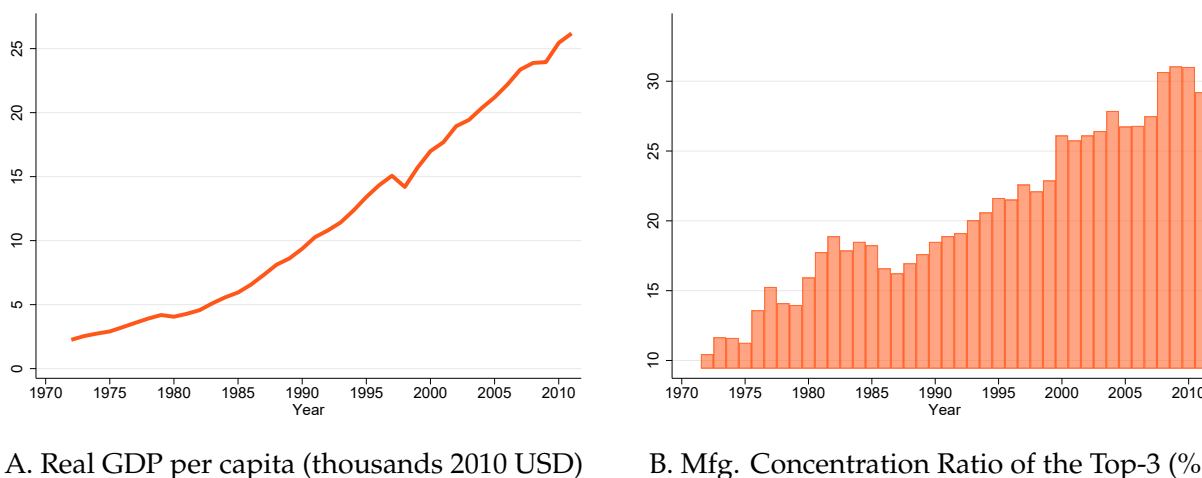 25
20
15
10
5
0
1970 1975 1980 1985 1990 1995 2000 2005 2010
Year
A. Real GDP per capita (thousands 2010 USD)
30
25
20
15
10
1970 1975 1980 1985 1990 1995 2000 2005 2010
Year
B. Mfg. Concentration Ratio of the Top-3 (%